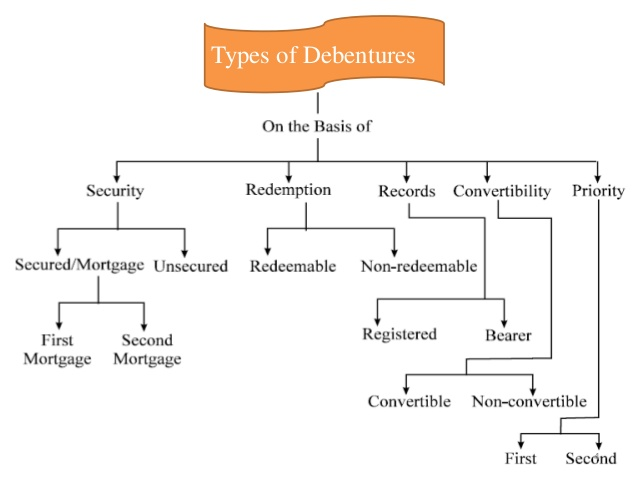 Types of Debentures
On the Basis of
Security Redemption Records Convertibility Priority
Secured/Mortgage Unsecured Redeemable Non-redeemable
First Mortgage
Second Mortgage
Registered Bearer
Convertible Non-convertible
First Second